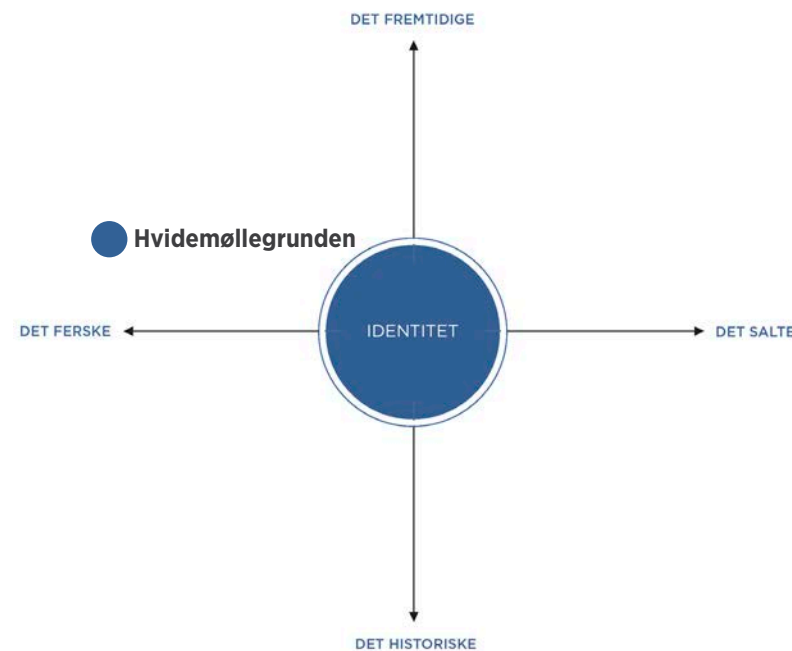 DET FREMTIDIGE
Hvidemøllegrunden
DET FERSKE
IDENTITET
DET SALTE
DET HISTORISKE